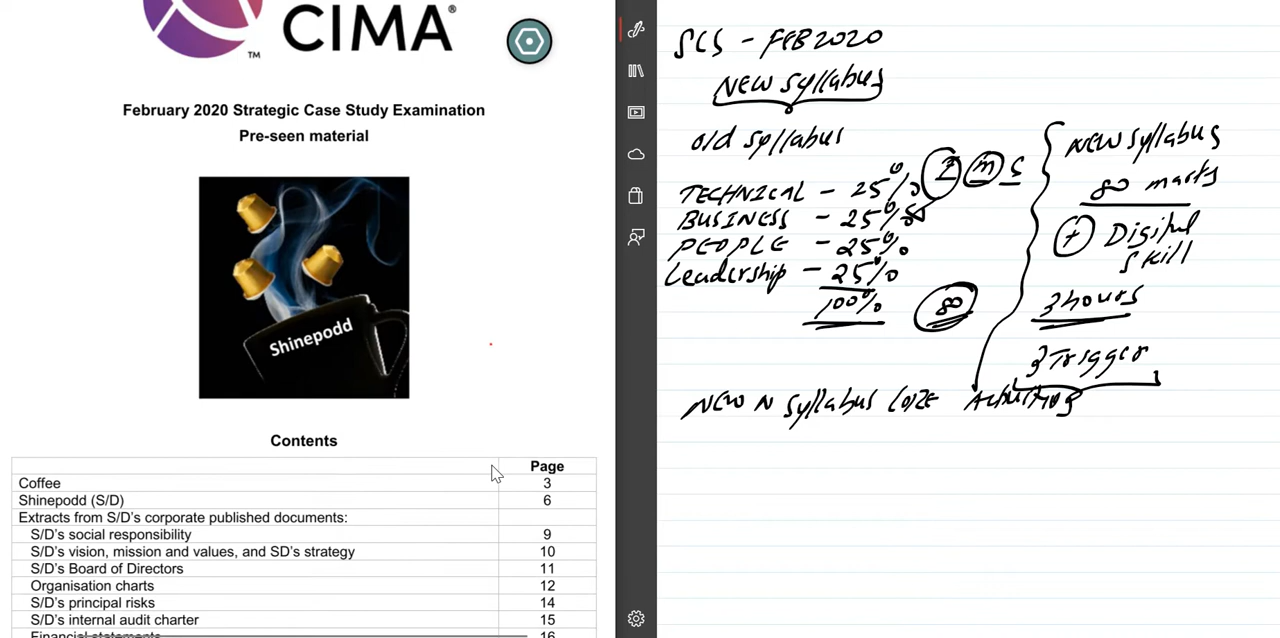 CIMA®
TM
February 2020 Strategic Case Study Examination
Pre-seen material
Shinepodd
Contents
Page
Coffee 3
Shinepodd (S/D) 6
Extracts from S/D's corporate published documents:
S/D's social responsibility 9
S/D's vision, mission and values, and SD's strategy 10
S/D's Board of Directors 11
Organisation charts 12
S/D's principal risks 14
S/D's internal audit charter 15
Financial statements 16
SCS - FEB 2020
NEW syllabus
old syllabus
TECHNICAL - 25%
BUSINESS - 25%
PEOPLE - 25%
Leadership - 25%
100% 80
m S
NEW syllabus
80 marks
+ Digital
skill
3 hours
3 Trigger
NEW N syllabus CORE